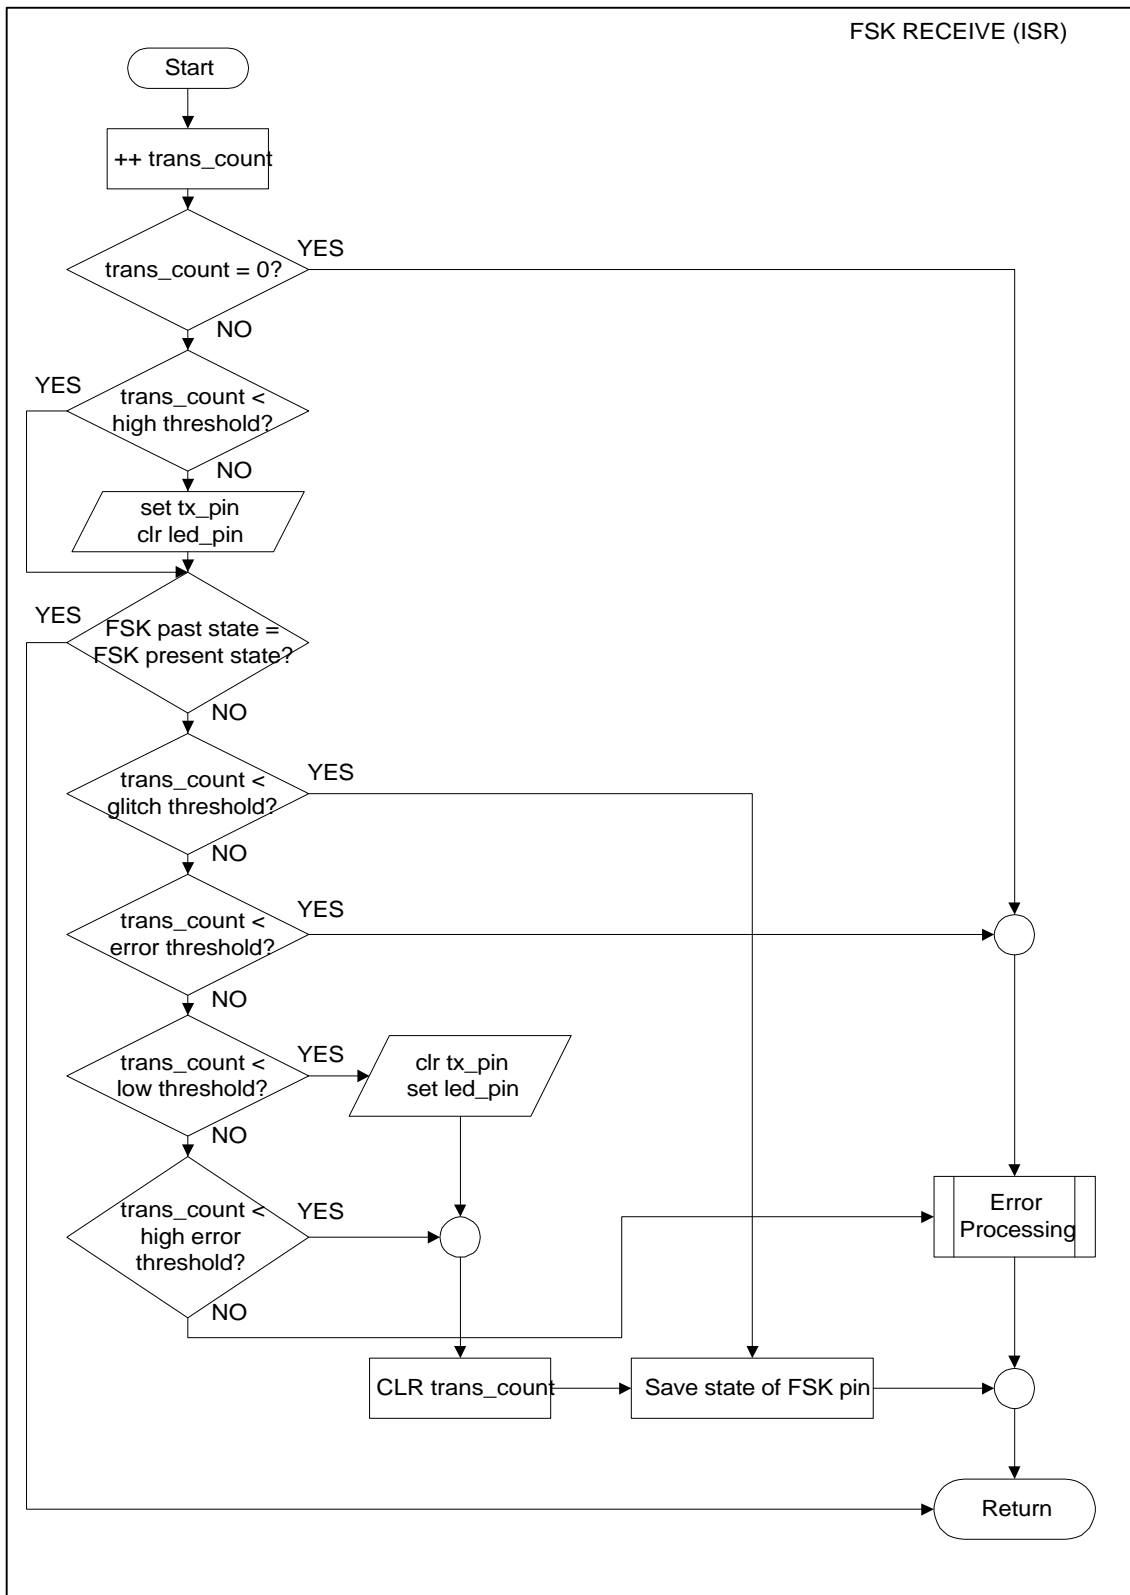 FSK RECEIVE (ISR)
Start
++ trans_count
trans_count = 0?
YES
NO
YES
trans_count <
high threshold?
NO
set tx_pin
clr led_pin
YES
FSK past state =
FSK present state?
NO
trans_count <
glitch threshold?
YES
NO
trans_count <
error threshold?
YES
NO
trans_count <
low threshold?
YES
clr tx_pin
set led_pin
NO
trans_count <
high error
threshold?
YES
NO
Error
Processing
CLR trans_count
Save state of FSK pin
Return